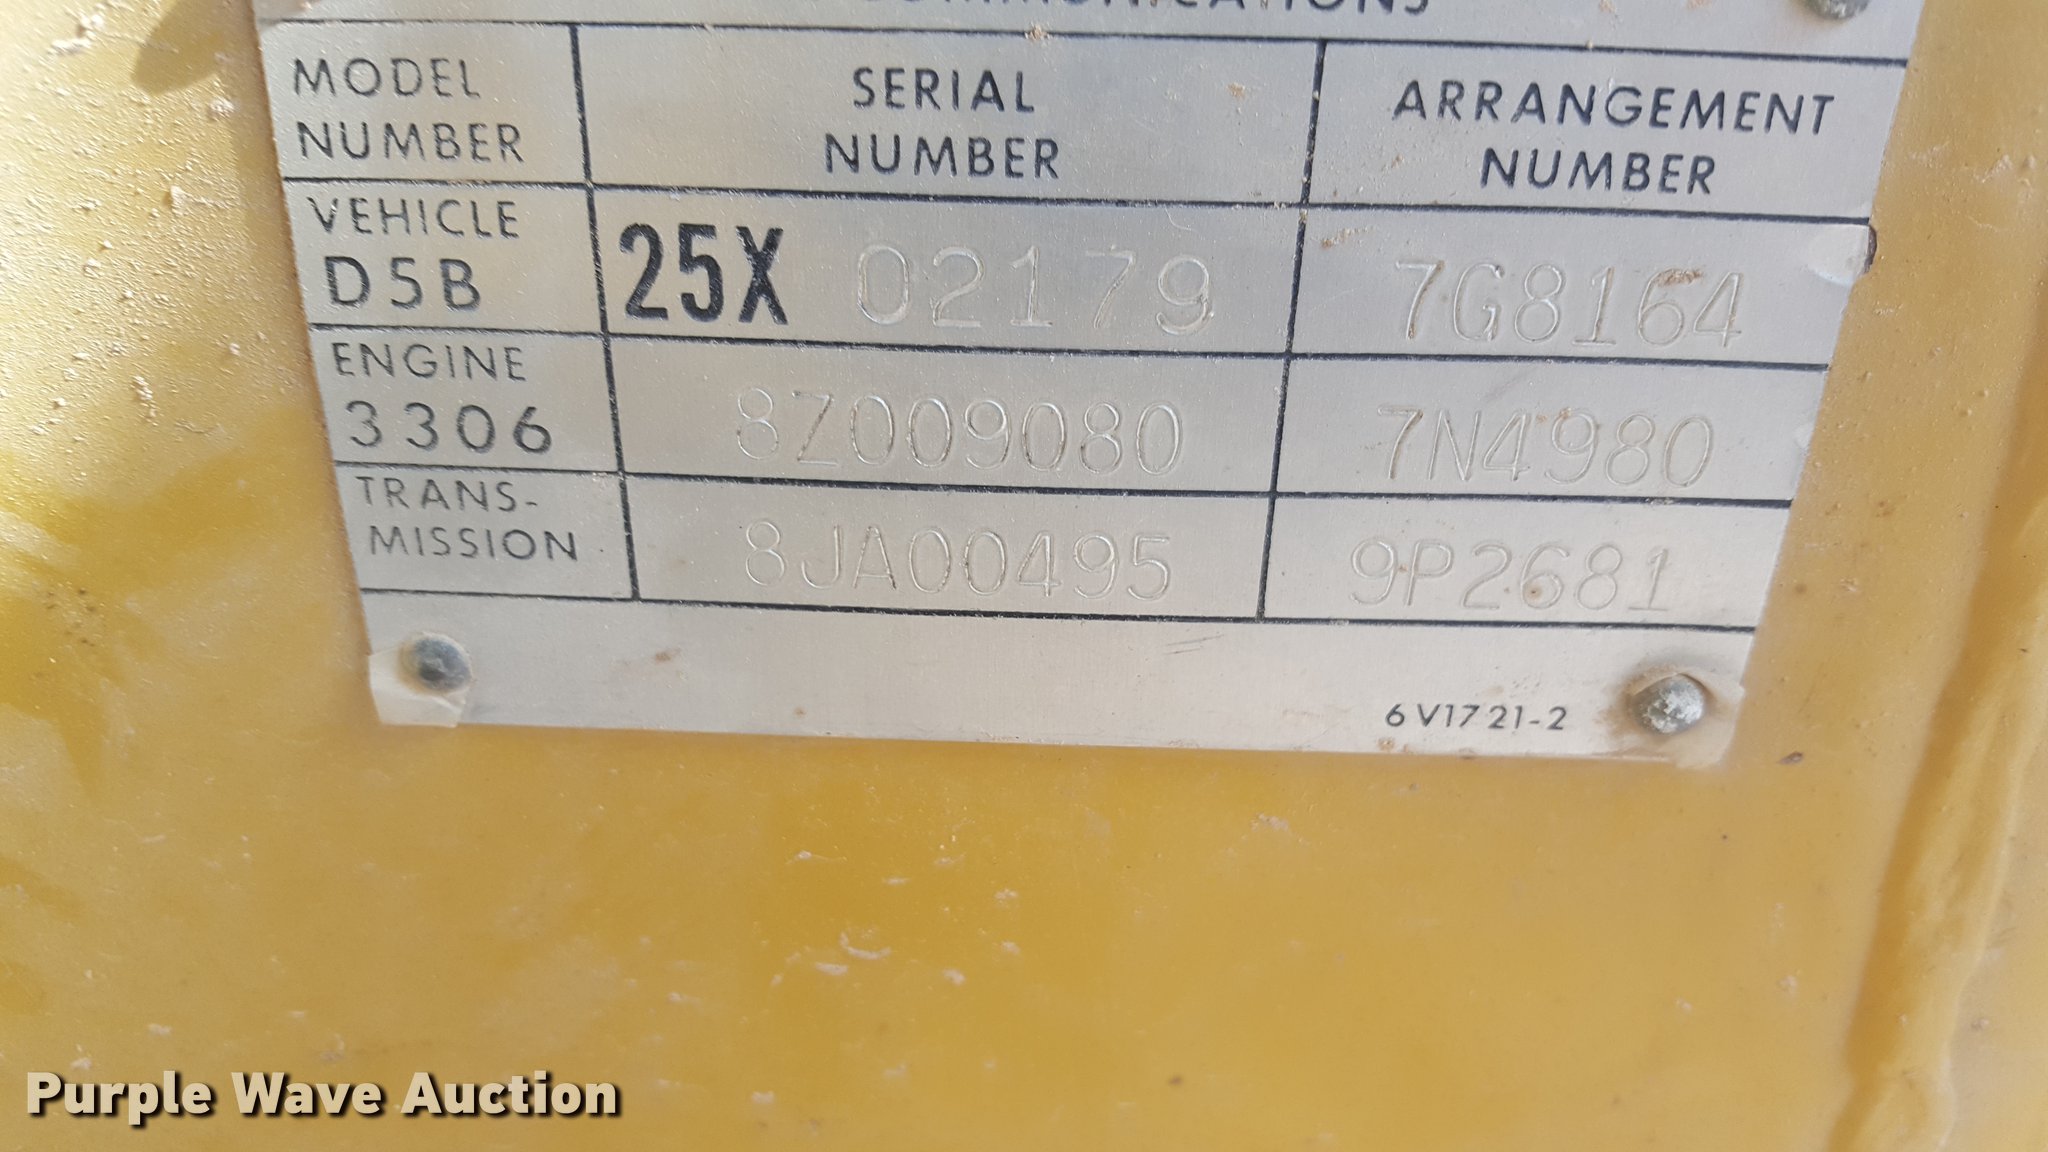 COMMUNICATIONS
MODEL NUMBER SERIAL NUMBER ARRANGEMENT NUMBER
VEHICLE D5B 25X 02179 7G8164
ENGINE 3306 8Z009080 7N4980
TRANS-MISSION 8JA00495 9P2681
6V1721-2
Purple Wave Auction